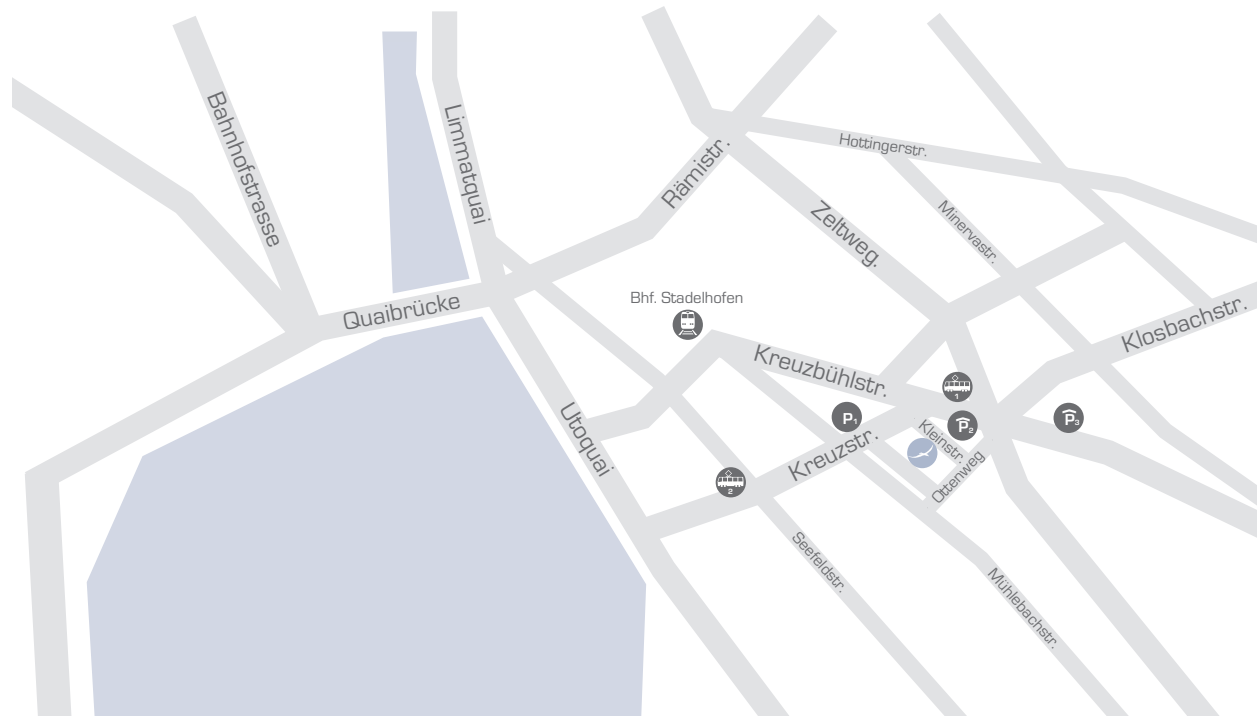 Bahnhofstrasse
Limmatquai
Rämistr.
Hottingerstr.
Minervastr.
Zeltweg.
Quaibrücke
Bhf. Stadelhofen
Klosbachstr.
Kreuzbühlstr.
1
P1
P2
P3
Utoquai
Kreuzstr.
Kleinstr.
Ottenweg
2
Seefeldstr.
Mühlebachstr.